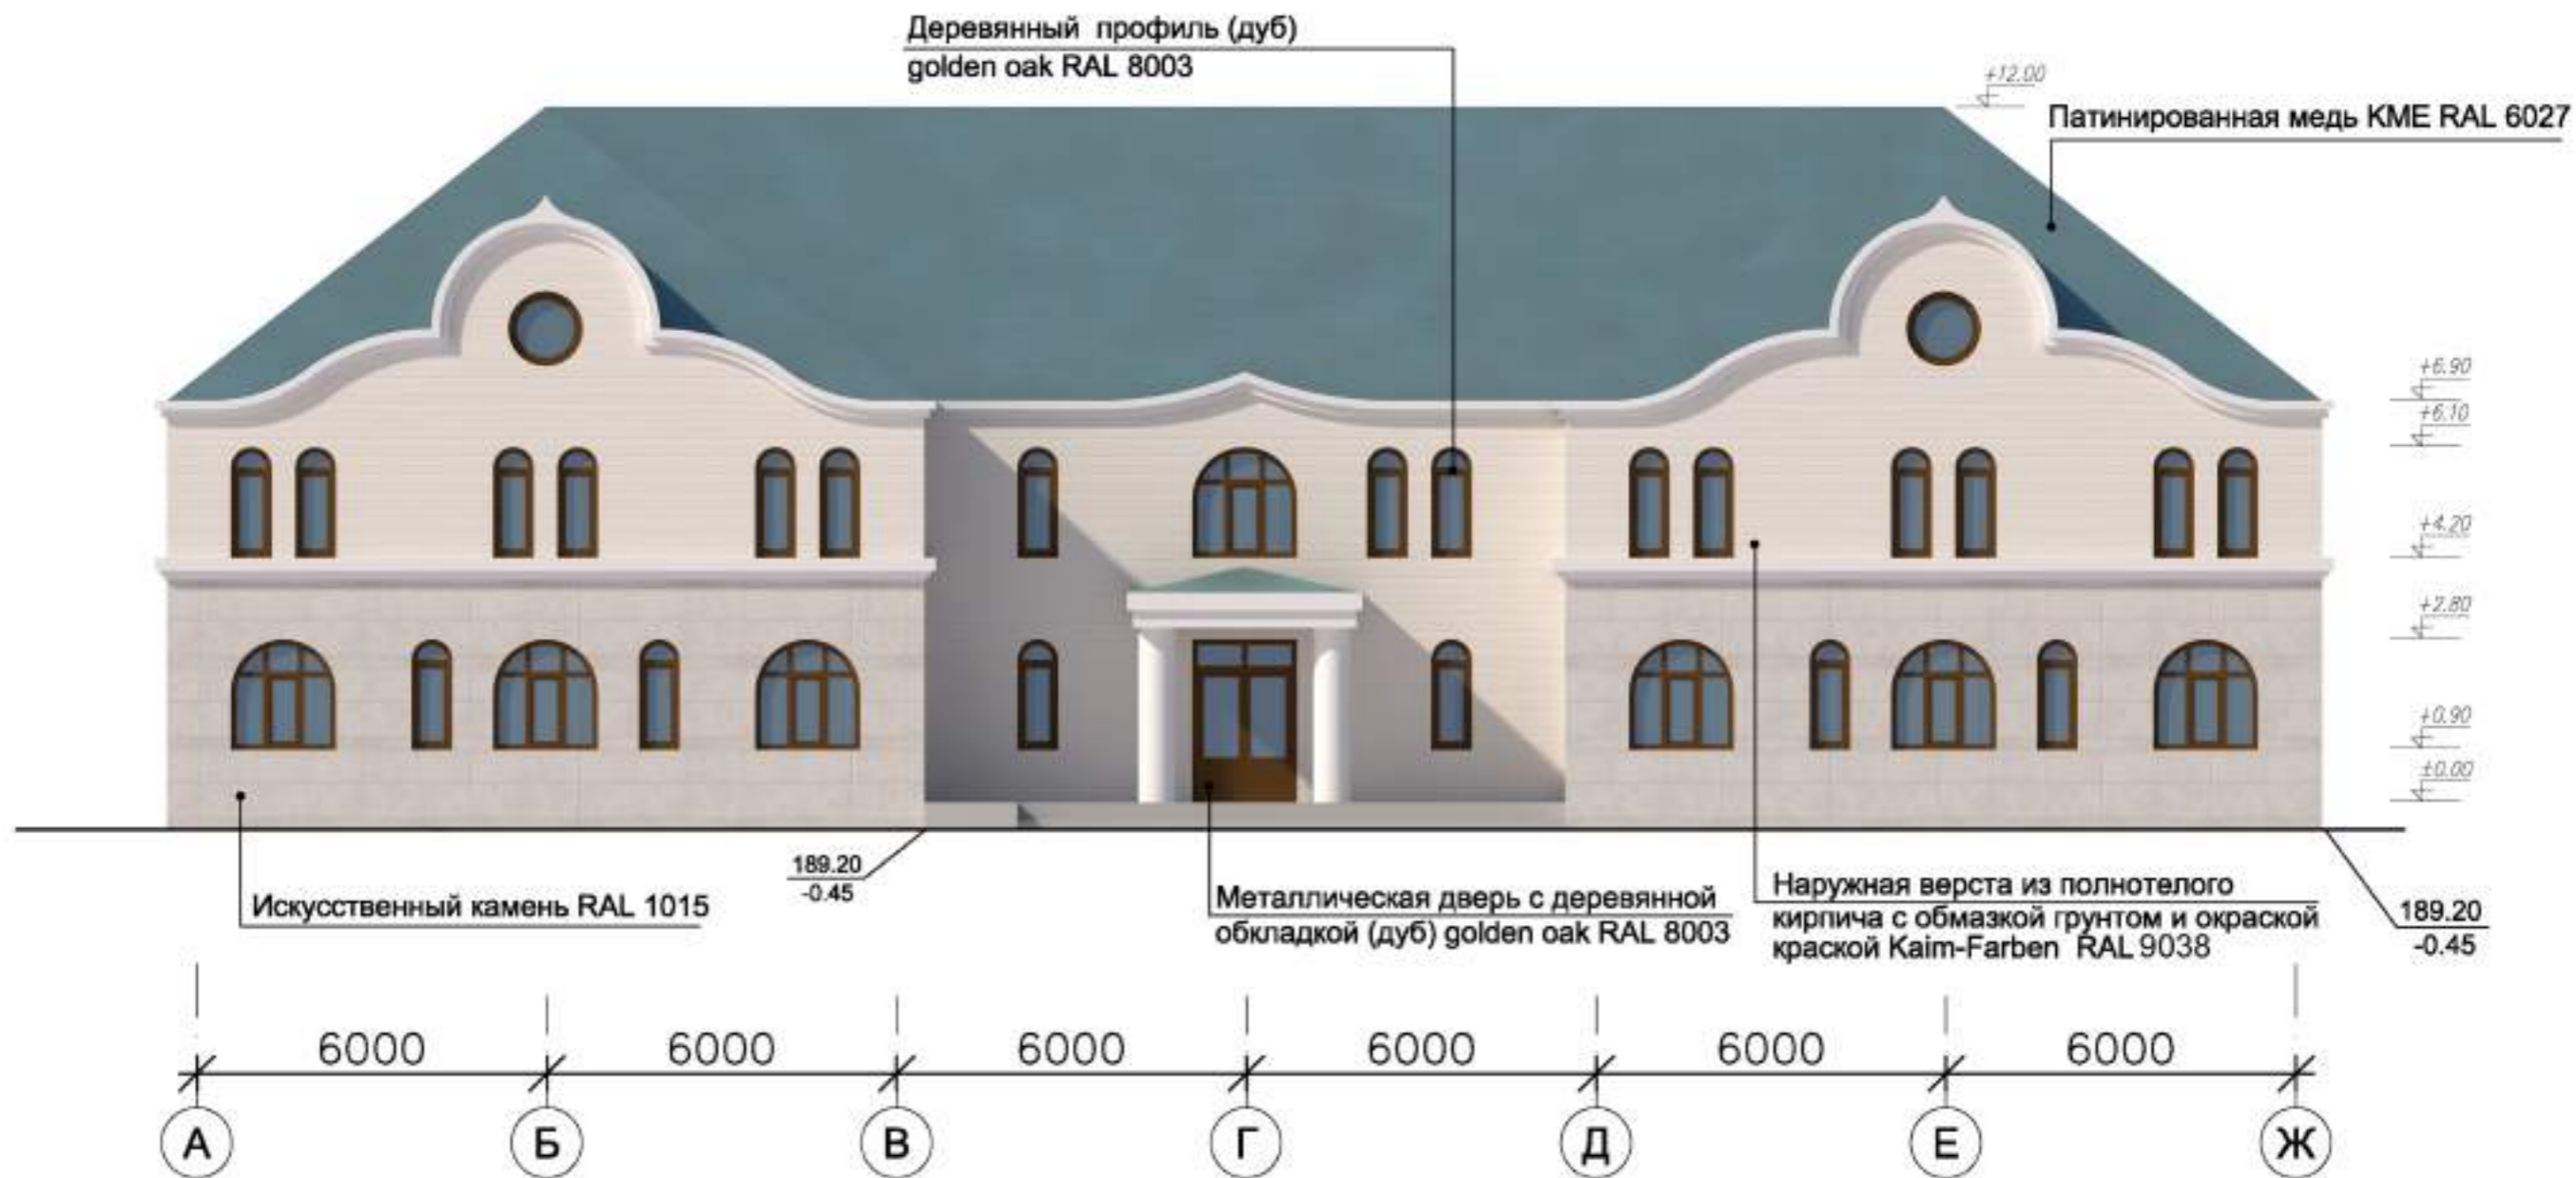 Деревянный профиль (дуб)
golden oak RAL 8003
+12.00
Патинированная медь KME RAL 6027
+6.90
+6.10
+4.20
+2.80
+0.90
±0.00
189.20
-0.45
Искусственный камень RAL 1015
Металлическая дверь с деревянной
обкладкой (дуб) golden oak RAL 8003
Наружная верста из полнотелого
кирпича с обмазкой грунтом и окраской
краской Kaim-Farben RAL 9038
189.20
-0.45
6000
6000
6000
6000
6000
6000
А
Б
В
Г
Д
Е
Ж